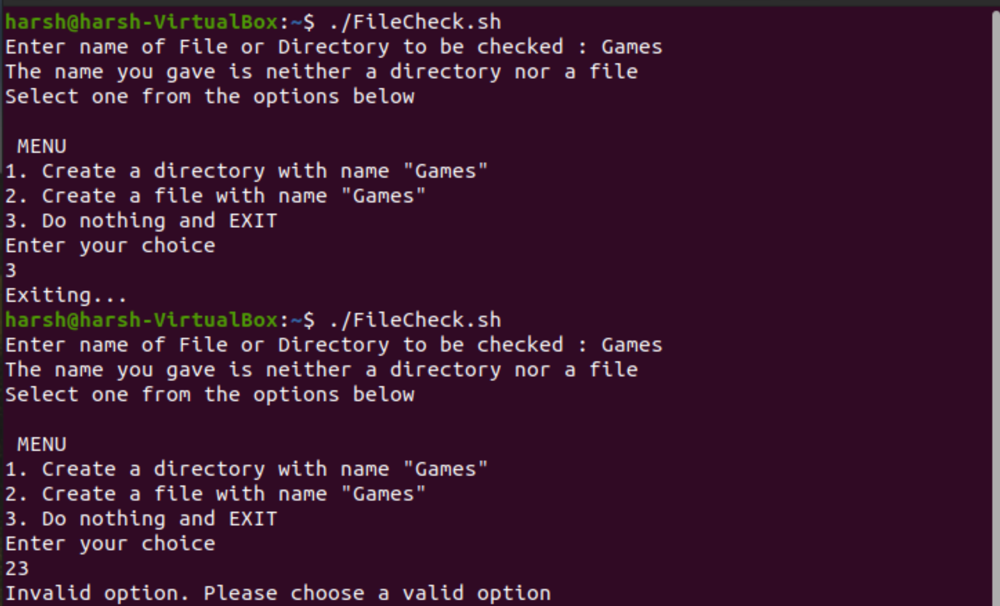 harsh@harsh-VirtualBox:~$ ./FileCheck.sh
Enter name of File or Directory to be checked : Games
The name you gave is neither a directory nor a file
Select one from the options below
MENU
1. Create a directory with name "Games"
2. Create a file with name "Games"
3. Do nothing and EXIT
Enter your choice
3
Exiting...
harsh@harsh-VirtualBox:~$ ./FileCheck.sh
Enter name of File or Directory to be checked : Games
The name you gave is neither a directory nor a file
Select one from the options below
MENU
1. Create a directory with name "Games"
2. Create a file with name "Games"
3. Do nothing and EXIT
Enter your choice
23
Invalid option. Please choose a valid option